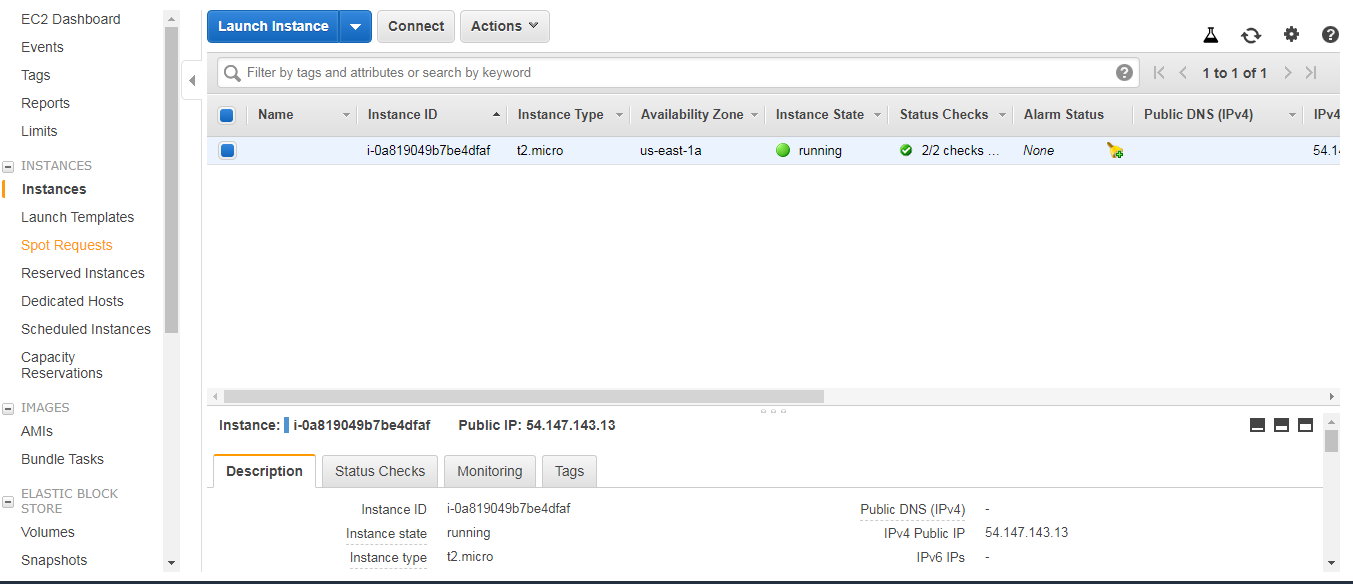 EC2 Dashboard
Events
Tags
Reports
Limits
INSTANCES
Instances
Launch Templates
Spot Requests
Reserved Instances
Dedicated Hosts
Scheduled Instances
Capacity
Reservations
IMAGES
AMIs
Bundle Tasks
ELASTIC BLOCK
STORE
Volumes
Snapshots
Launch Instance Connect Actions
Filter by tags and attributes or search by keyword 1 to 1 of 1
Name Instance ID Instance Type Availability Zone Instance State Status Checks Alarm Status Public DNS (IPv4) IPv4
i-0a819049b7be4dfaf t2.micro us-east-1a running 2/2 checks ... None 54.14
Instance: i-0a819049b7be4dfaf Public IP: 54.147.143.13
Description Status Checks Monitoring Tags
Instance ID i-0a819049b7be4dfaf Public DNS (IPv4) -
Instance state running IPv4 Public IP 54.147.143.13
Instance type t2.micro IPv6 IPs -